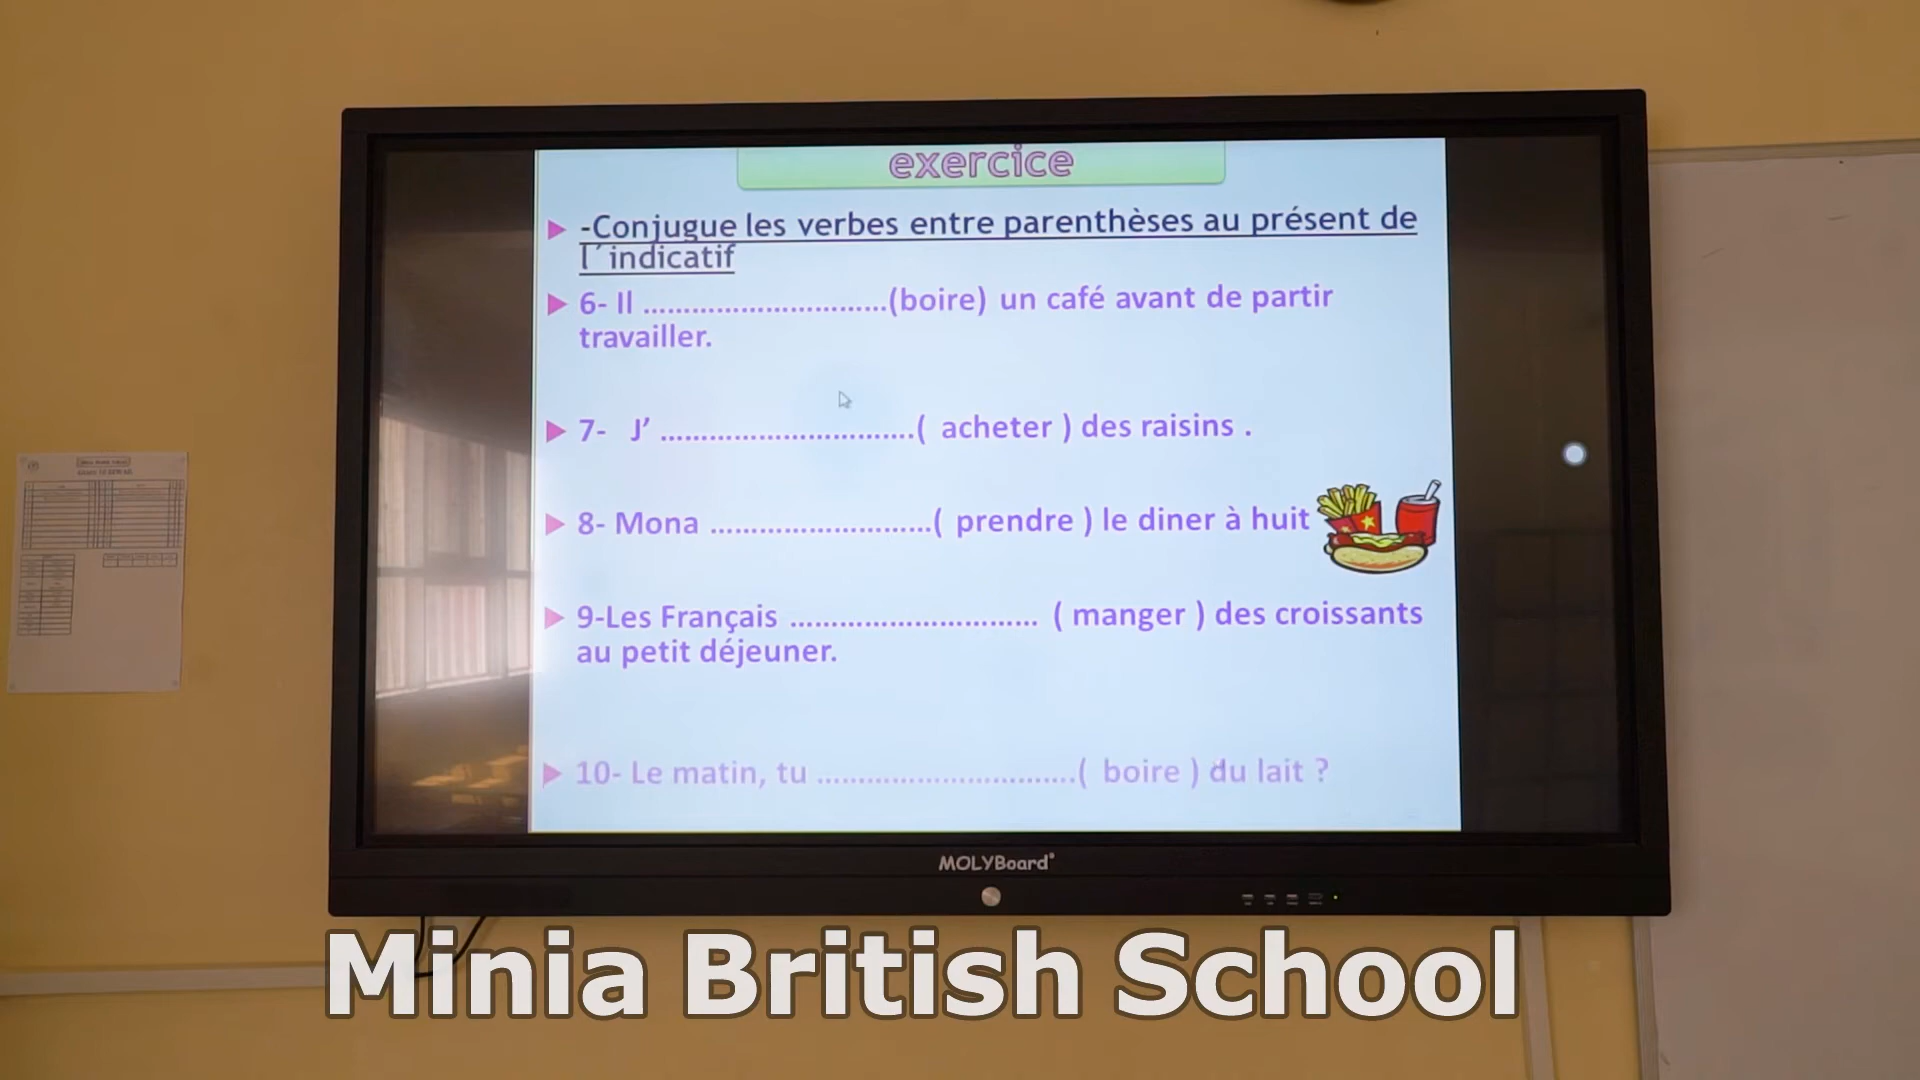 exercice
-Conjugue les verbes entre parenthèses au présent de
l´indicatif
6- Il .............................(boire) un café avant de partir
travailler.
7- J’ ...............................( acheter ) des raisins .
8- Mona ...........................( prendre ) le diner à huit
9-Les Français .............................. ( manger ) des croissants
au petit déjeuner.
10- Le matin, tu ...............................( boire ) du lait ?
MOLYBoard
Minia British School